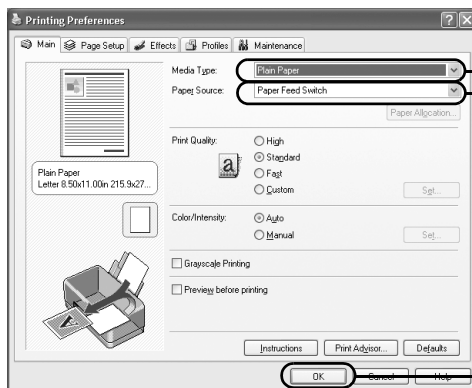 Printing Preferences
Main Page Setup Effects Profiles Maintenance
Media Type: Plain Paper
Paper Source: Paper Feed Switch
Paper Allocation...
Print Quality: High
Standard
Fast
Custom Set...
Plain Paper
Letter 8.50x11.00in 215.9x27...
Color/Intensity: Auto
Manual Set...
Grayscale Printing
Preview before printing
Instructions Print Advisor... Defaults
OK Cancel Help